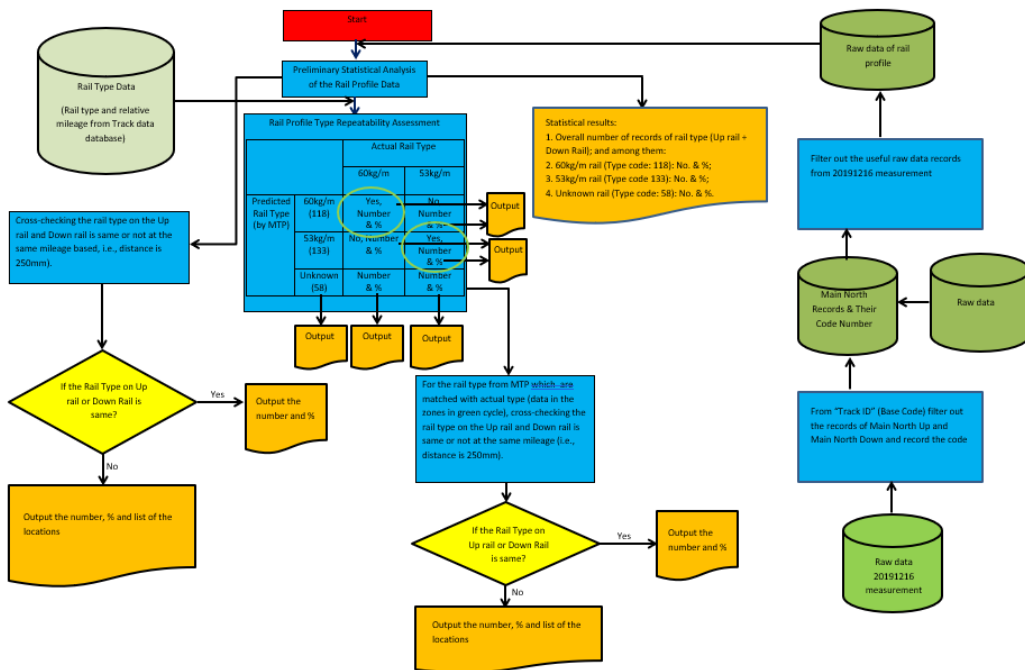 Start
Preliminary Statistical Analysis
of the Rail Profile Data
Rail Type Data
(Rail type and relative
mileage from Track data
database)
Raw data of rail
profile
Statistical results:
1. Overall number of records of rail type (Up rail +
Down Rail); and among them:
2. 60kg/m rail (Type code: 118): No. & %;
3. 53kg/m rail (Type code 133): No. & %;
4. Unknown rail (Type code: 58): No. & %.
Rail Profile Type Repeatability Assessment
Actual Rail Type
60kg/m
53kg/m
Predicted
Rail Type
(by MTP)
60kg/m
(118)
Yes,
Number
& %
No,
Number
& %
53kg/m
(133)
No, Number
& %
Yes,
Number
& %
Unknown
(58)
Number
& %
Number
& %
Output
Output
Output
Output
Output
Cross-checking the rail type on the Up
rail and Down rail is same or not at the
same mileage based, i.e., distance is
250mm).
If the Rail Type on Up
rail or Down Rail is
same?
Yes
Output the
number and %
No
Output the number, % and list of the
locations
For the rail type from MTP which are
matched with actual type (data in the
zones in green cycle), cross-checking
the rail type on the Up rail and Down rail is
same or not at the same mileage (i.e.,
distance is 250mm).
If the Rail Type on
Up rail or Down Rail
is same?
Yes
Output the
number and %
No
Output the number, % and list of the
locations
Filter out the useful raw data records
from 20191216 measurement
Main North
Records & Their
Code Number
Raw data
From "Track ID" (Base Code) filter out
the records of Main North Up and
Main North Down and record the code
Raw data
20191216
measurement